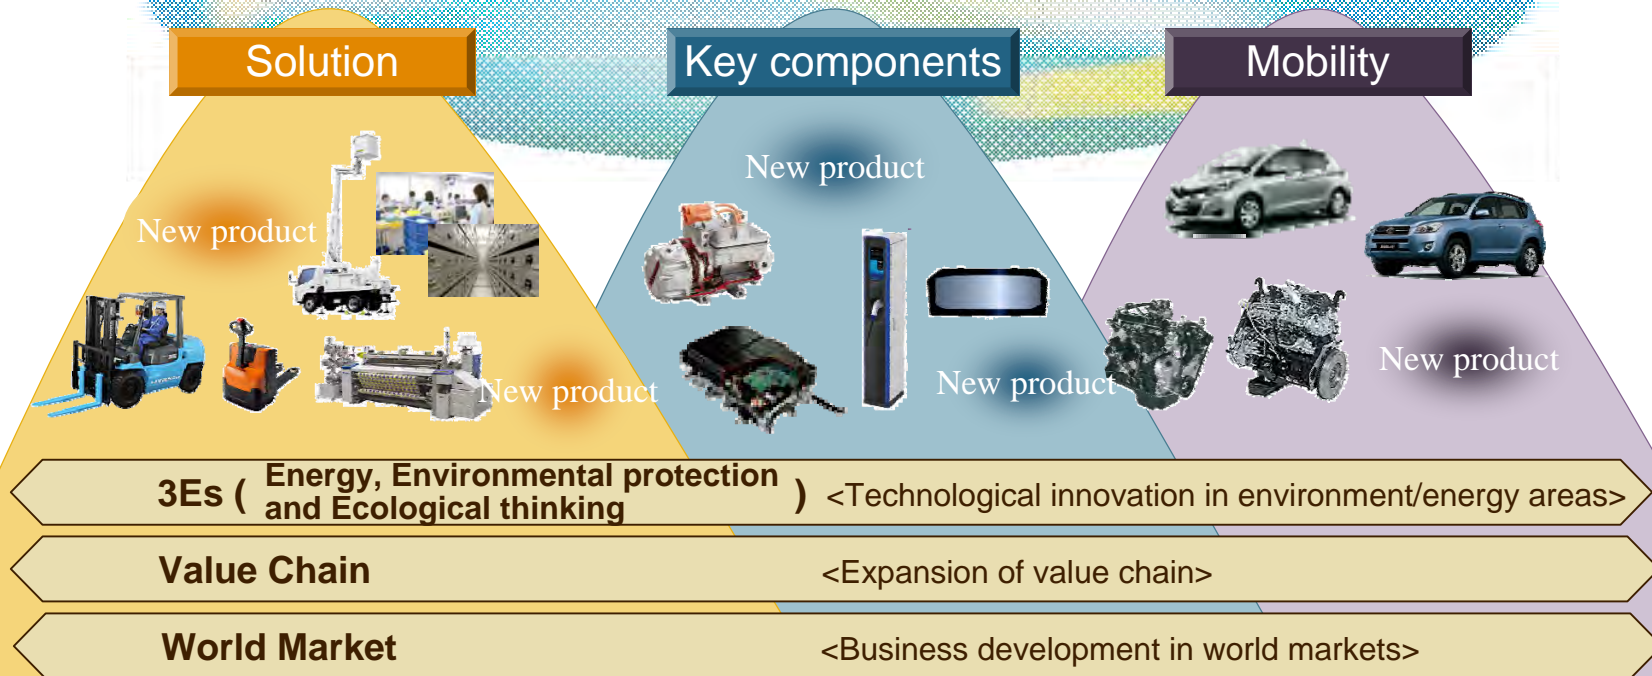 Solution
Key components
Mobility
New product
New product
New product
New product
New product
3Es ( Energy, Environmental protection
and Ecological thinking ) <Technological innovation in environment/energy areas>
Value Chain <Expansion of value chain>
World Market <Business development in world markets>